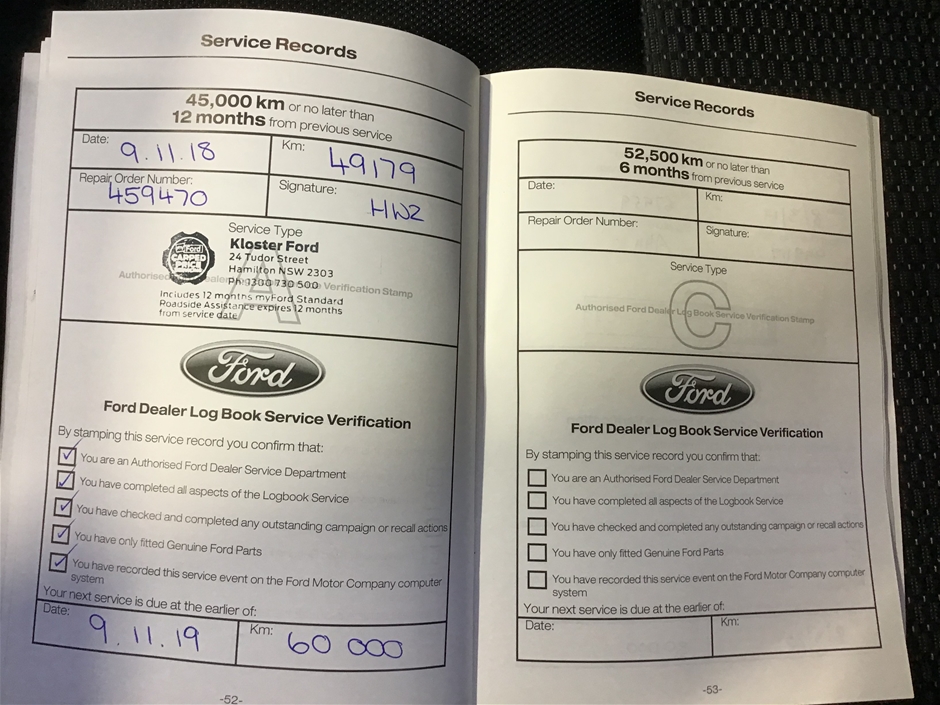 Service Records
45,000 km or no later than
12 months from previous service
Date: 9.11.18
Km: 49179
Repair Order Number: 459470
Signature: HW2
Service Type
A
Authorised Ford Dealer Log Book Service Verification Stamp
Ford
CAPPED
PRICE
Kloster Ford
24 Tudor Street
Hamilton NSW 2303
Ph 1300 730 500
Includes 12 months myFord Standard
Roadside Assistance expires 12 months
from service date
Ford
Ford Dealer Log Book Service Verification
By stamping this service record you confirm that:
You are an Authorised Ford Dealer Service Department
You have completed all aspects of the Logbook Service
You have checked and completed any outstanding campaign or recall actions
You have only fitted Genuine Ford Parts
You have recorded this service event on the Ford Motor Company computer
system
Your next service is due at the earlier of:
Date: 9.11.19
Km: 60 000
-52-
Service Records
52,500 km or no later than
6 months from previous service
Date:
Km:
Repair Order Number:
Signature:
Service Type
C
Authorised Ford Dealer Log Book Service Verification Stamp
Ford
Ford Dealer Log Book Service Verification
By stamping this service record you confirm that:
You are an Authorised Ford Dealer Service Department
You have completed all aspects of the Logbook Service
You have checked and completed any outstanding campaign or recall actions
You have only fitted Genuine Ford Parts
You have recorded this service event on the Ford Motor Company computer
system
Your next service is due at the earlier of:
Date:
Km:
-53-